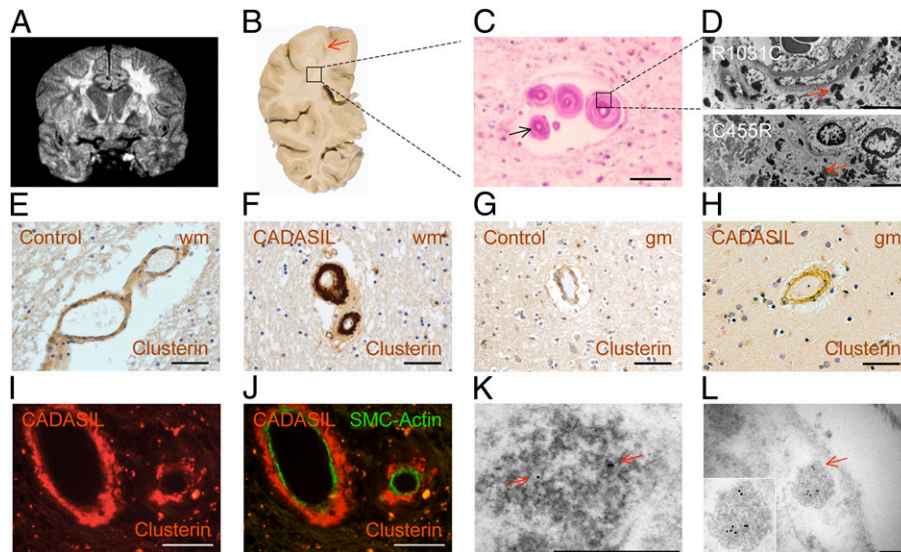 A
B
C
D
R1031C
C455R
E
F
G
H
Control wm
CADASIL wm
Control gm
CADASIL gm
Clusterin
Clusterin
Clusterin
Clusterin
I
J
K
L
CADASIL
CADASIL SMC-Actin
Clusterin
Clusterin